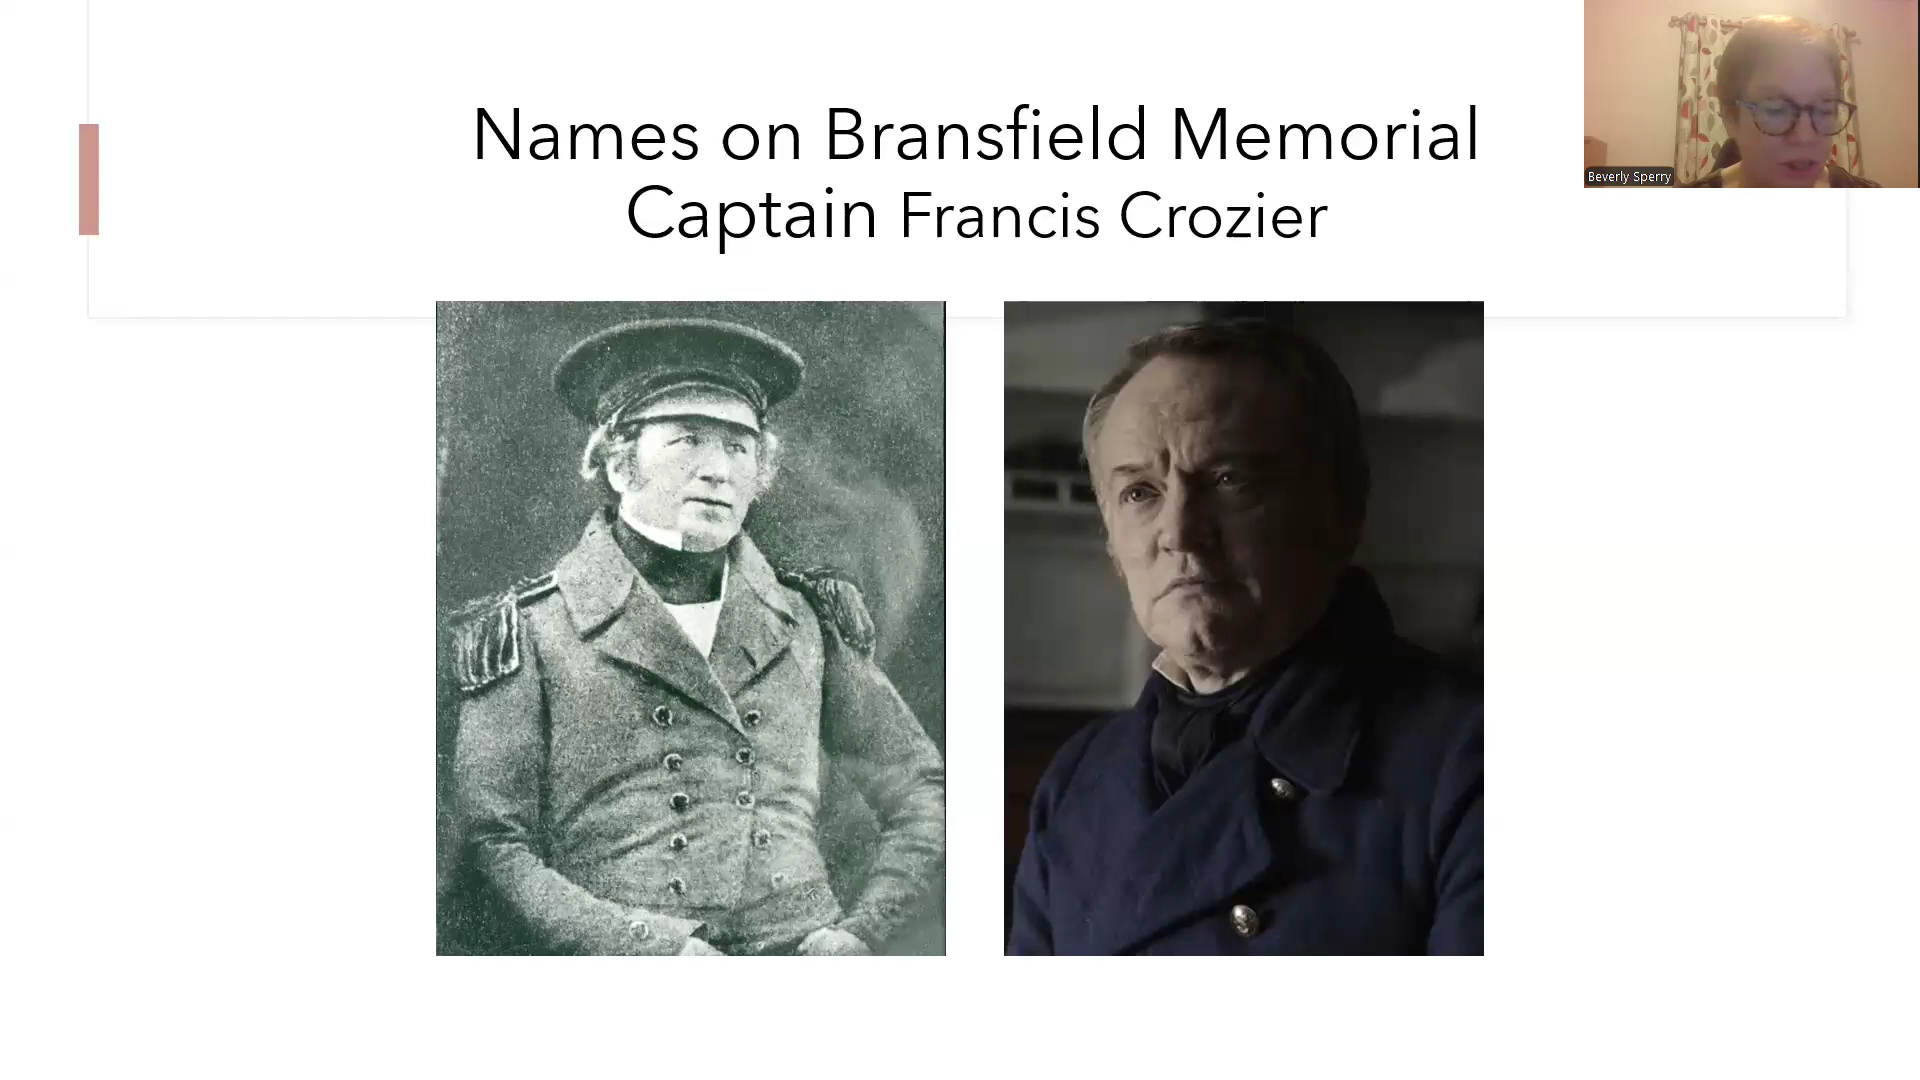 Names on Bransfield Memorial
Captain Francis Crozier
Beverly Sperry